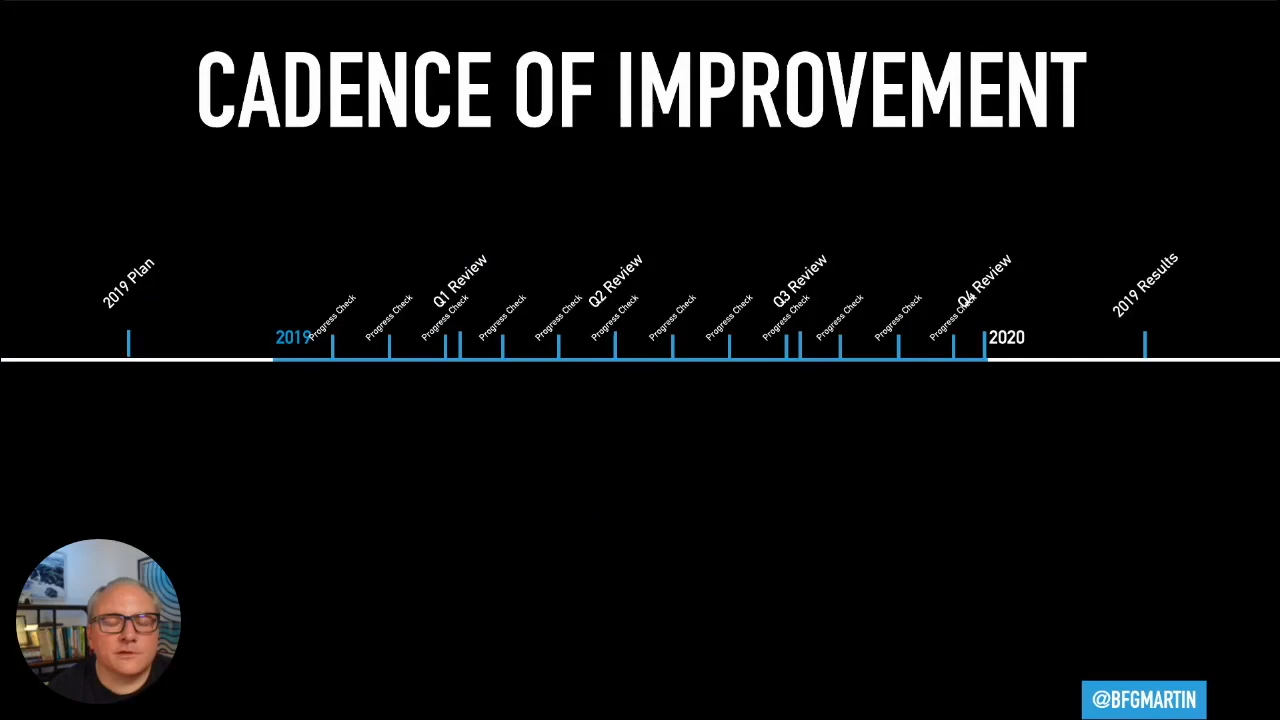 CADENCE OF IMPROVEMENT
2019 Plan
2019
Progress Check
Progress Check
Progress Check
Q1 Review
Progress Check
Progress Check
Progress Check
Q2 Review
Progress Check
Progress Check
Progress Check
Q3 Review
Progress Check
Progress Check
Progress Check
Q4 Review
2020
2019 Results
@BFGMARTIN